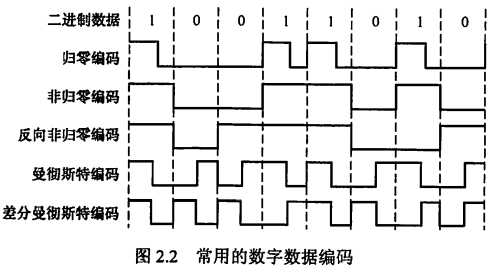 二进制数据 1 0 0 1 1 0 1 0
归零编码
非归零编码
反向非归零编码
曼彻斯特编码
差分曼彻斯特编码
图 2.2 常用的数字数据编码